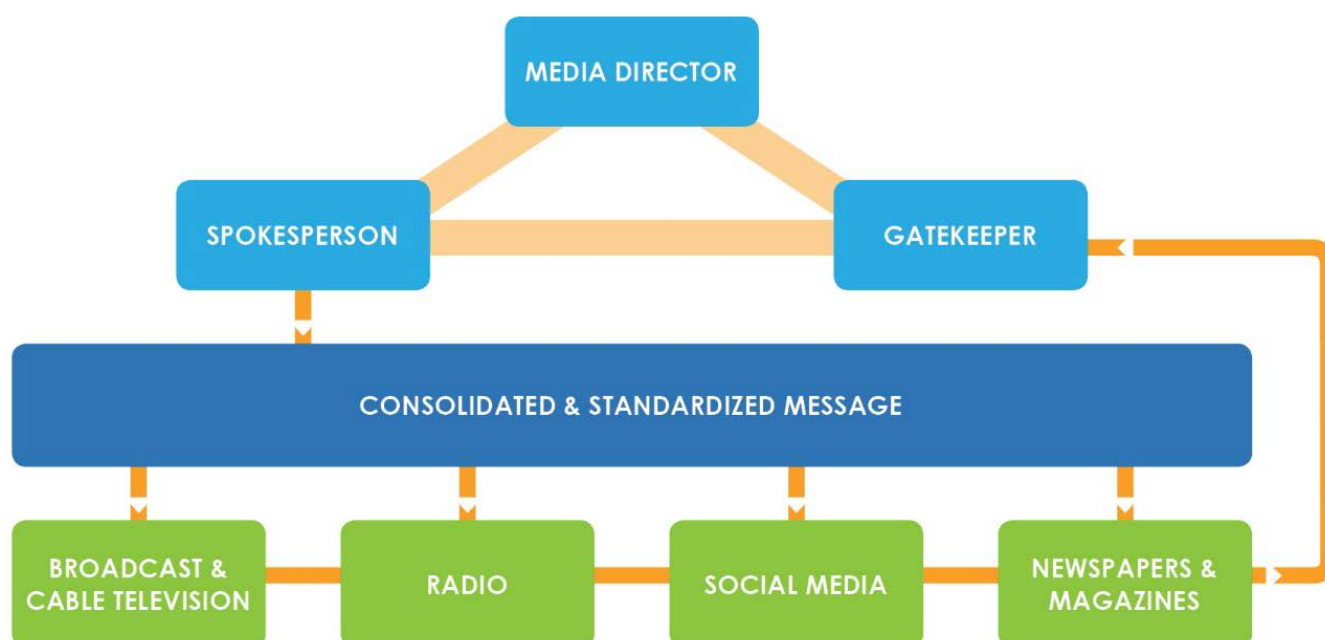 MEDIA DIRECTOR
SPOKESPERSON
GATEKEEPER
CONSOLIDATED & STANDARDIZED MESSAGE
BROADCAST &
CABLE TELEVISION
RADIO
SOCIAL MEDIA
NEWSPAPERS &
MAGAZINES